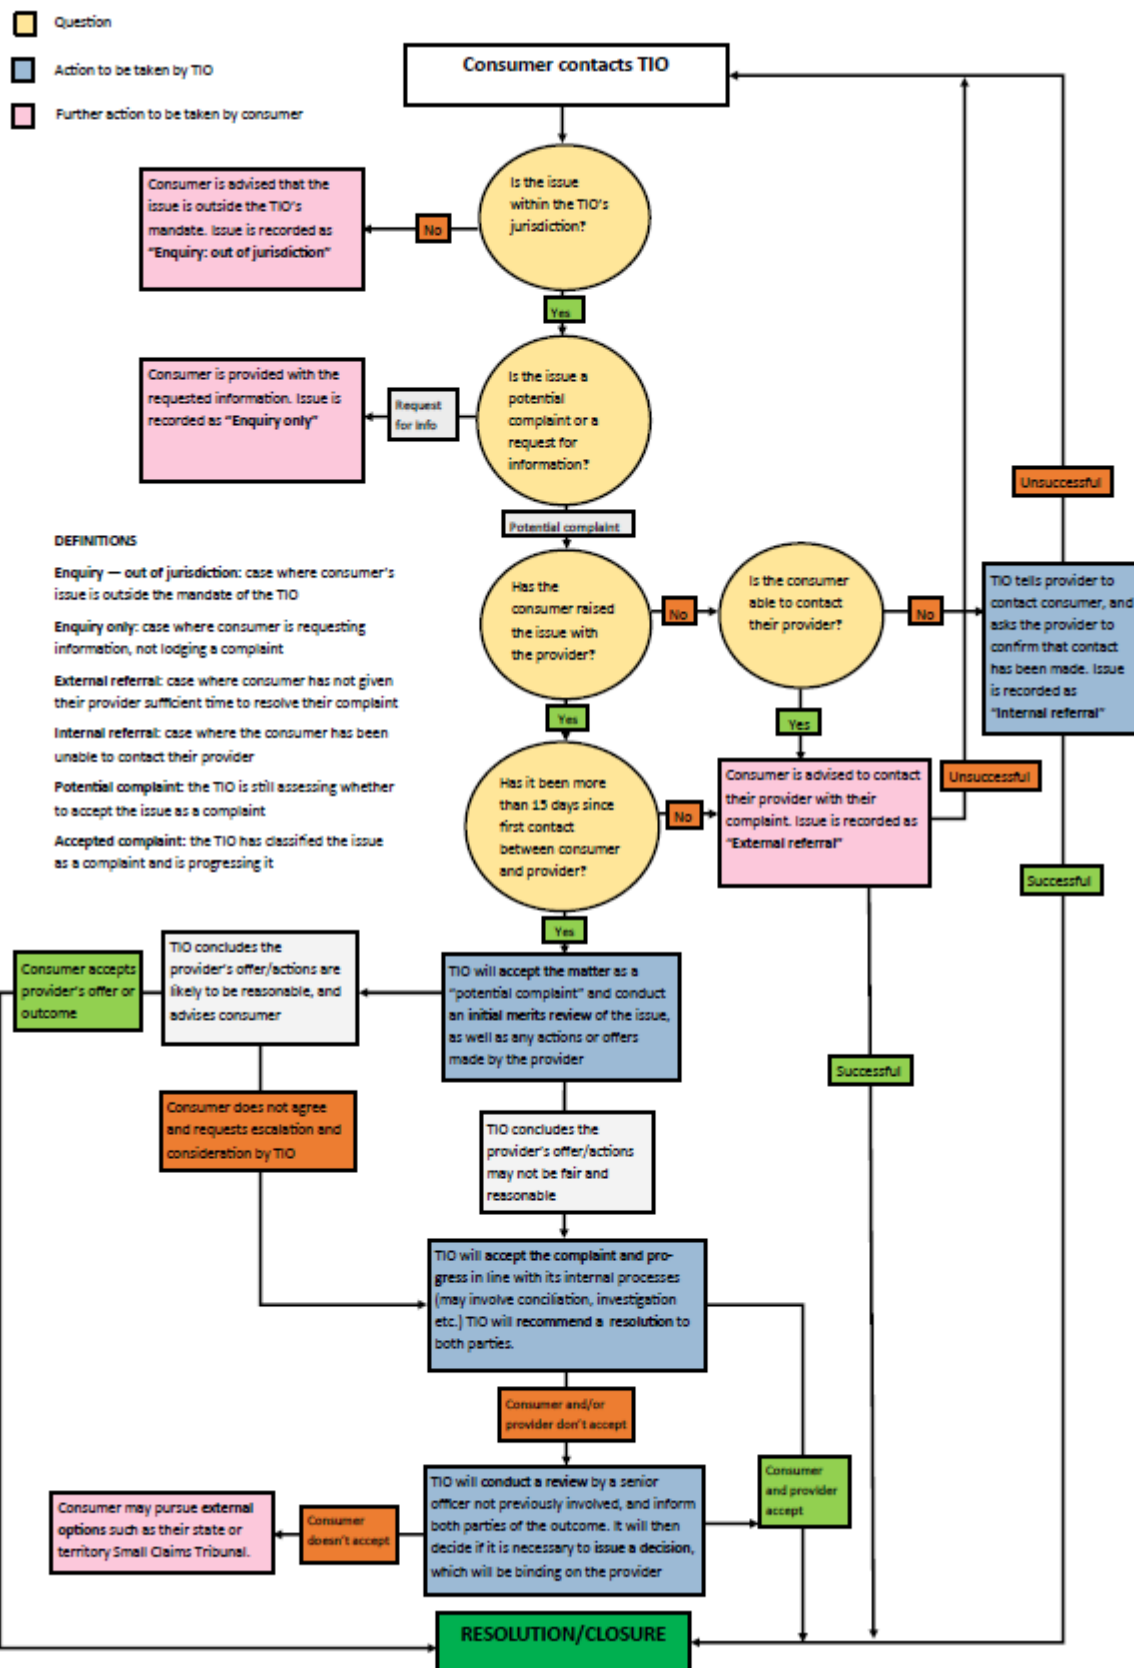 Question
Action to be taken by TIO
Further action to be taken by consumer
Consumer contacts TIO
Is the issue
within the TIO's
jurisdiction?
No
Consumer is advised that the
issue is outside the TIO's
mandate. Issue is recorded as
"Enquiry: out of jurisdiction"
Yes
Is the issue a
potential
complaint or a
request for
information?
Request
for info
Consumer is provided with the
requested information. Issue is
recorded as "Enquiry only"
Potential complaint
Has the
consumer raised
the issue with
the provider?
No
Is the consumer
able to contact
their provider?
No
TIO tells provider to
contact consumer, and
asks the provider to
confirm that contact
has been made. Issue
is recorded as
"Internal referral"
Unsuccessful
Successful
Yes
Yes
Has it been more
than 15 days since
first contact
between consumer
and provider?
No
Consumer is advised to contact
their provider with their
complaint. Issue is recorded as
"External referral"
Unsuccessful
Successful
DEFINITIONS
Enquiry — out of jurisdiction: case where consumer's
issue is outside the mandate of the TIO
Enquiry only: case where consumer is requesting
information, not lodging a complaint
External referral: case where consumer has not given
their provider sufficient time to resolve their complaint
Internal referral: case where the consumer has been
unable to contact their provider
Potential complaint: the TIO is still assessing whether
to accept the issue as a complaint
Accepted complaint: the TIO has classified the issue
as a complaint and is progressing it
Yes
TIO will accept the matter as a
"potential complaint" and conduct
an initial merits review of the issue,
as well as any actions or offers
made by the provider
TIO concludes the
provider's offer/actions are
likely to be reasonable, and
advises consumer
Consumer accepts
provider's offer or
outcome
Consumer does not agree
and requests escalation and
consideration by TIO
TIO concludes the
provider's offer/actions
may not be fair and
reasonable
TIO will accept the complaint and pro-
gress in line with its internal processes
(may involve conciliation, investigation
etc.) TIO will recommend a resolution to
both parties.
Consumer and/or
provider don't accept
Consumer
and provider
accept
TIO will conduct a review by a senior
officer not previously involved, and inform
both parties of the outcome. It will then
decide if it is necessary to issue a decision,
which will be binding on the provider
Consumer
doesn't accept
Consumer may pursue external
options such as their state or
territory Small Claims Tribunal.
RESOLUTION/CLOSURE